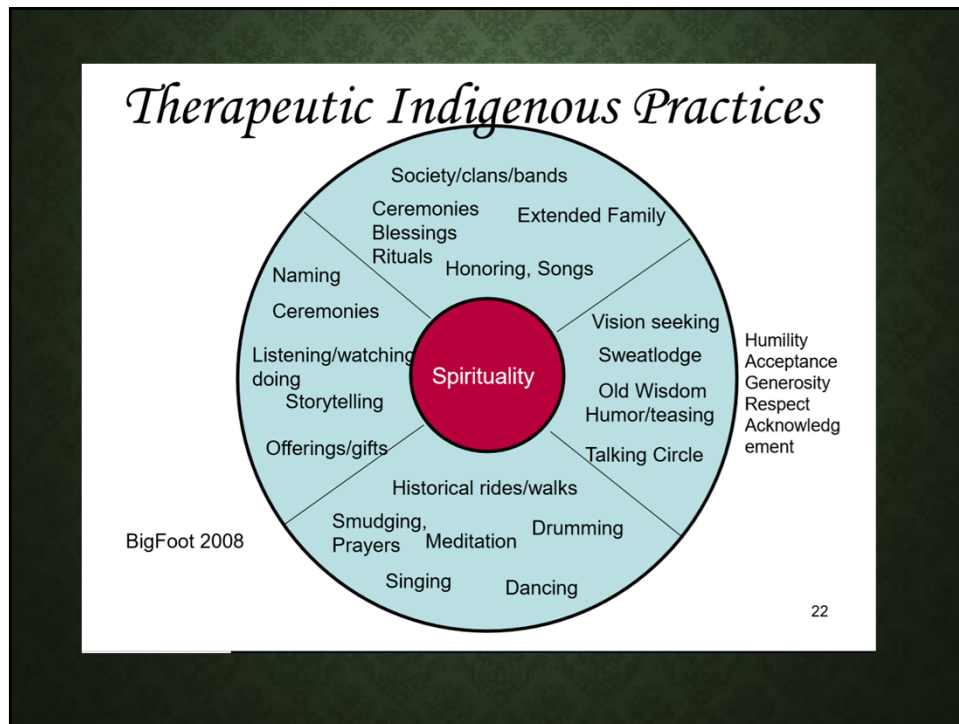 Therapeutic Indigenous Practices
Society/clans/bands
Ceremonies
Blessings
Rituals
Extended Family
Honoring, Songs
Naming
Ceremonies
Listening/watching
doing
Storytelling
Offerings/gifts
Spirituality
Vision seeking
Sweatlodge
Old Wisdom
Humor/teasing
Talking Circle
Humility
Acceptance
Generosity
Respect
Acknowledg
ement
Historical rides/walks
Smudging,
Prayers
Meditation
Drumming
Singing
Dancing
BigFoot 2008
22